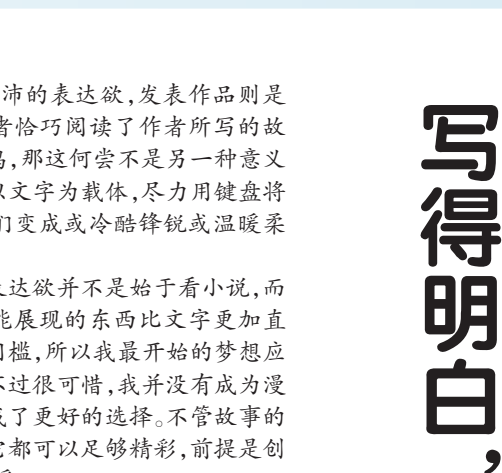 沛的表达欲,发表作品则是
者恰巧阅读了作者所写的故
,那这何尝不是另一种意义
以文字为载体,尽力用键盘将
们变成或冷酷锋锐或温暖柔
达欲并不是始于看小说,而
能展现的东西比文字更加直
门槛,所以我最开始的梦想应
不过很可惜,我并没有成为漫
成了更好的选择。不管故事的
它都可以足够精彩,前提是创
写得明白,